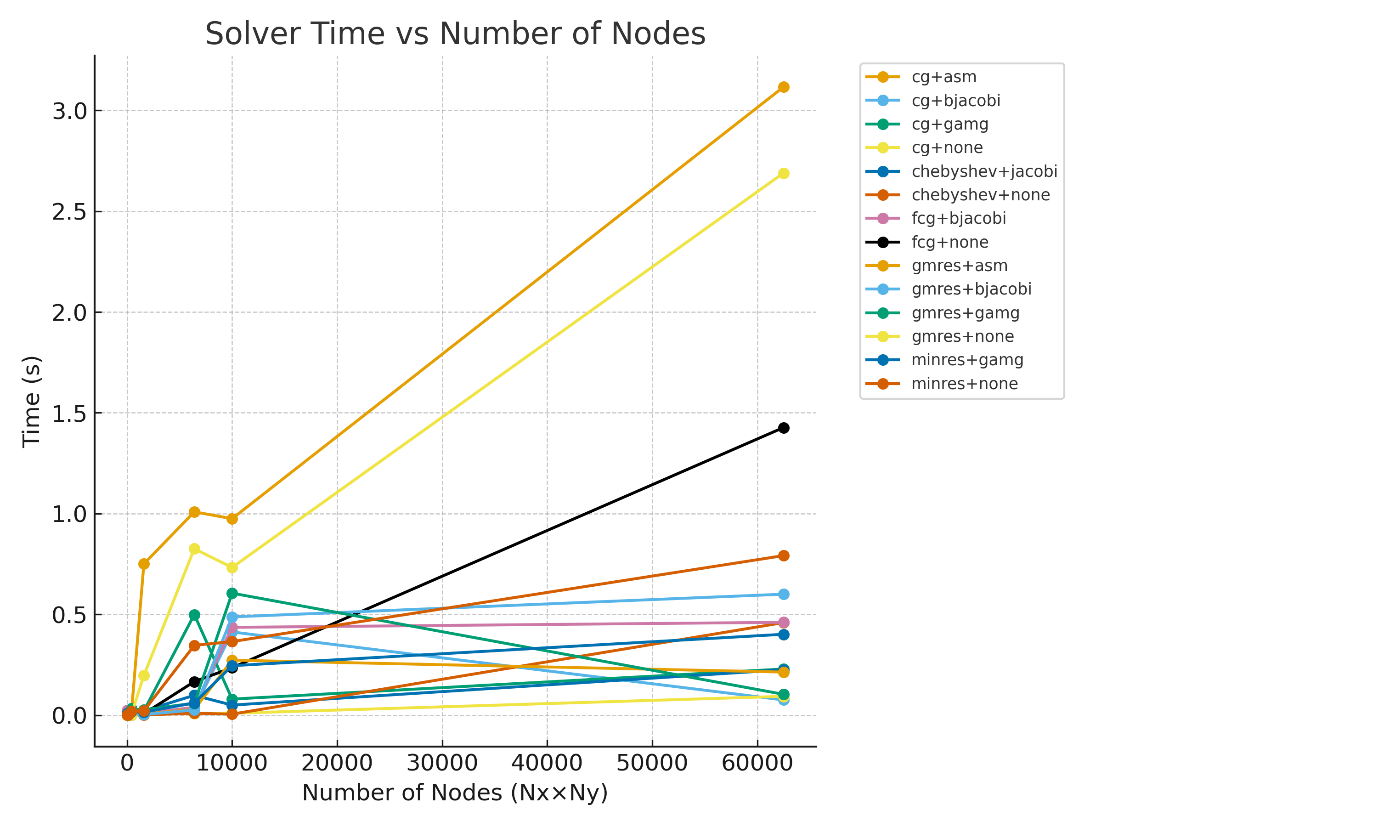 Solver Time vs Number of Nodes
Time (s)
3.0
2.5
2.0
1.5
1.0
0.5
0.0
0 10000 20000 30000 40000 50000 60000
Number of Nodes (Nx×Ny)
cg+asm
cg+bjacobi
cg+gamg
cg+none
chebyshev+jacobi
chebyshev+none
fcg+bjacobi
fcg+none
gmres+asm
gmres+bjacobi
gmres+gamg
gmres+none
minres+gamg
minres+none